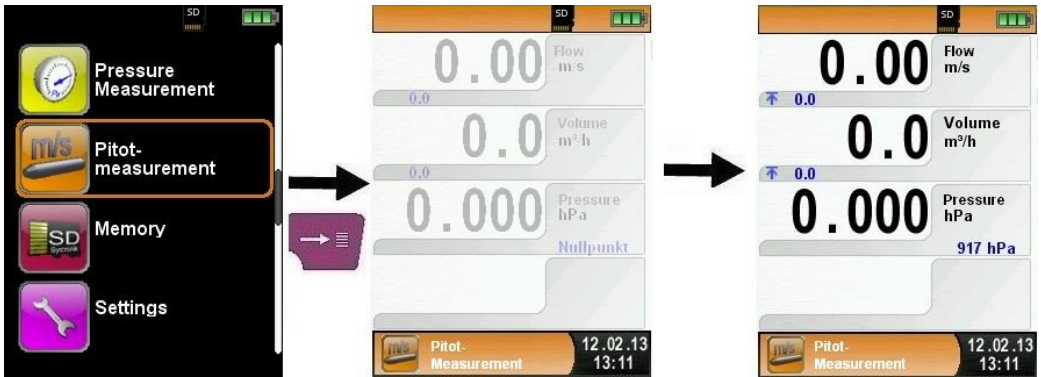 SD
Pressure
Measurement
m/s
Pitot-
measurement
SD
Memory
Settings
SD
0.00 Flow
m/s
0.0
0.0 Volume
m³/h
0.0
0.000 Pressure
hPa
Nullpunkt
m/s
Pitot-
Measurement
12.02.13
13:11
SD
0.00 Flow
m/s
0.0
0.0 Volume
m³/h
0.0
0.000 Pressure
hPa
917 hPa
m/s
Pitot-
Measurement
12.02.13
13:11